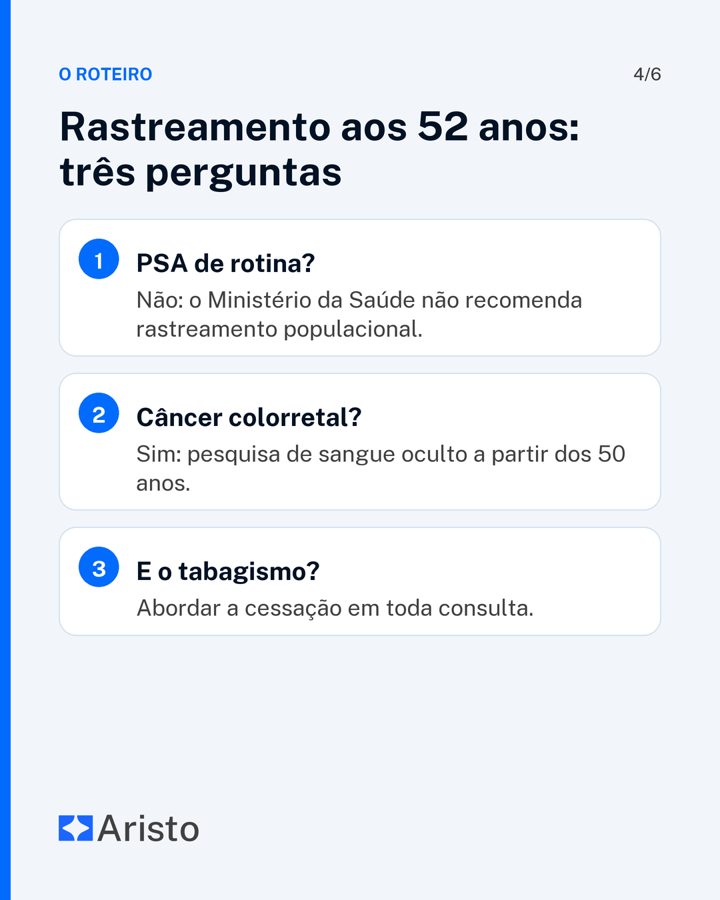 O ROTEIRO
4/6
Rastreamento aos 52 anos:
três perguntas
1
PSA de rotina?
Não: o Ministério da Saúde não recomenda
rastreamento populacional.
2
Câncer colorretal?
Sim: pesquisa de sangue oculto a partir dos 50
anos.
3
E o tabagismo?
Abordar a cessação em toda consulta.
Aristo